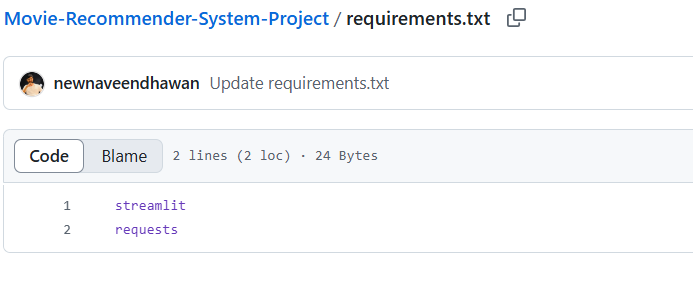 Movie-Recommender-System-Project / requirements.txt
newnaveendhawan Update requirements.txt
Code Blame 2 lines (2 loc) · 24 Bytes
1 streamlit
2 requests